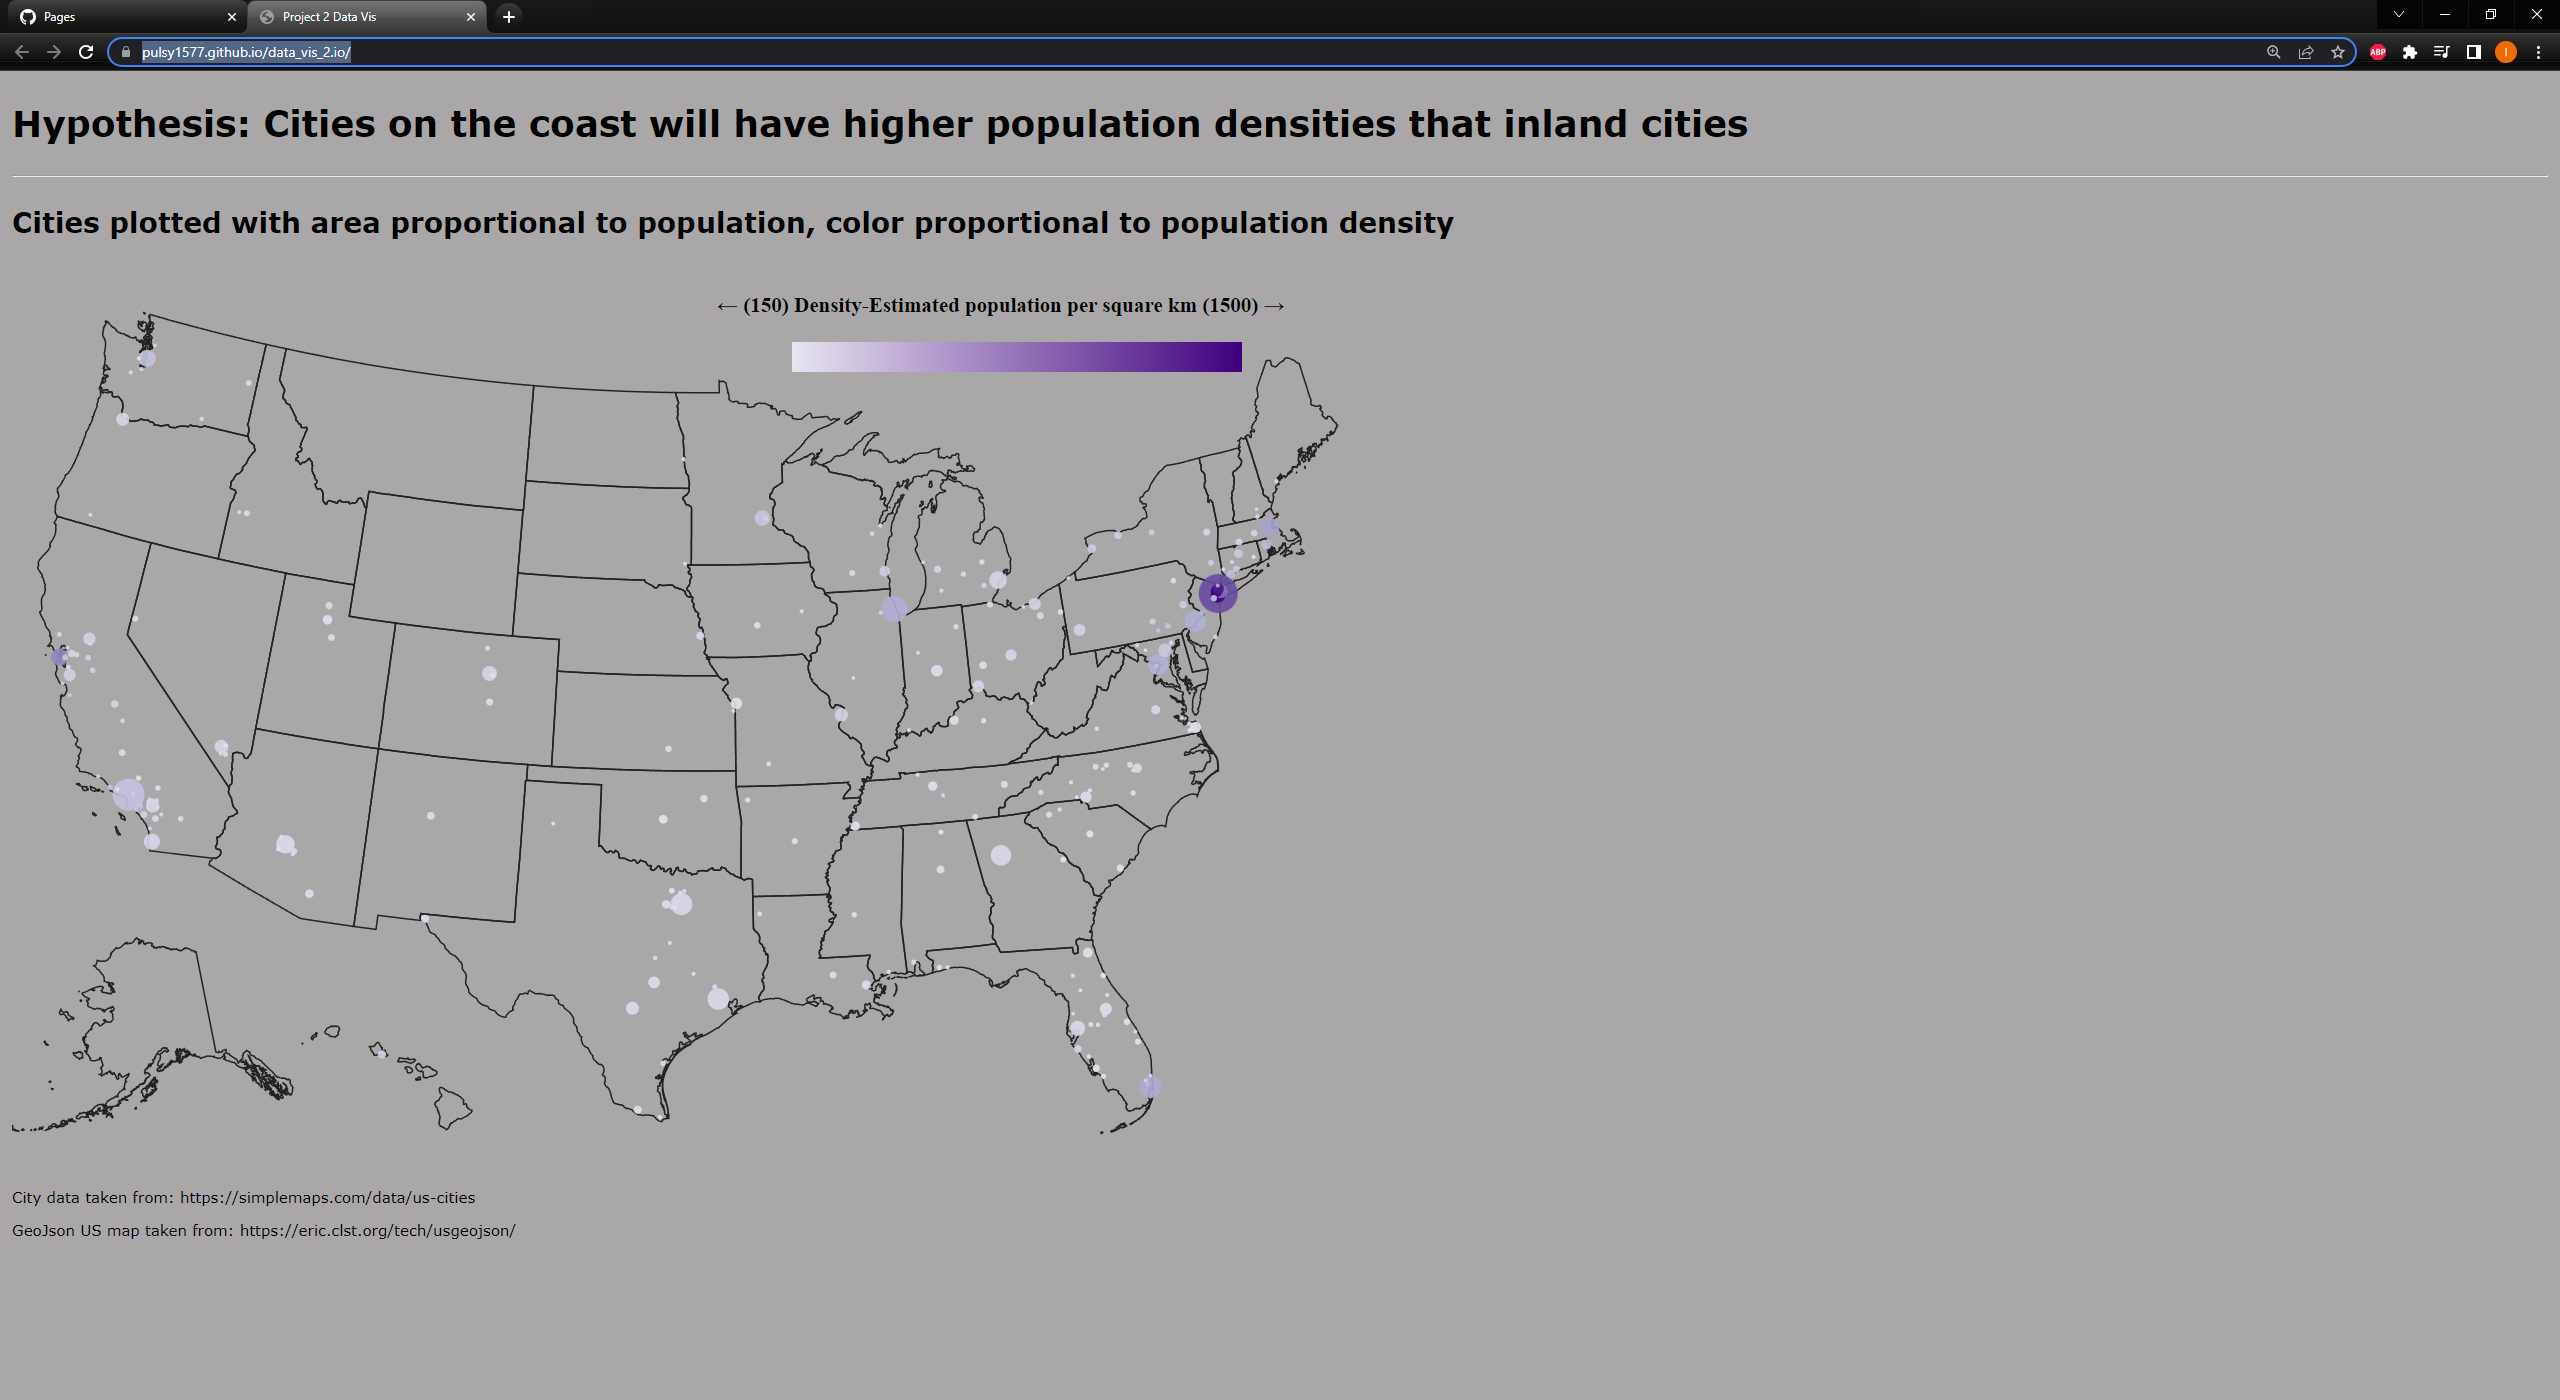 Pages
Project 2 Data Vis
pulsy1577.github.io/data_vis_2.io/
ABP
I
Hypothesis: Cities on the coast will have higher population densities that inland cities
Cities plotted with area proportional to population, color proportional to population density
← (150) Density-Estimated population per square km (1500) →
City data taken from: https://simplemaps.com/data/us-cities
GeoJson US map taken from: https://eric.clst.org/tech/usgeojson/